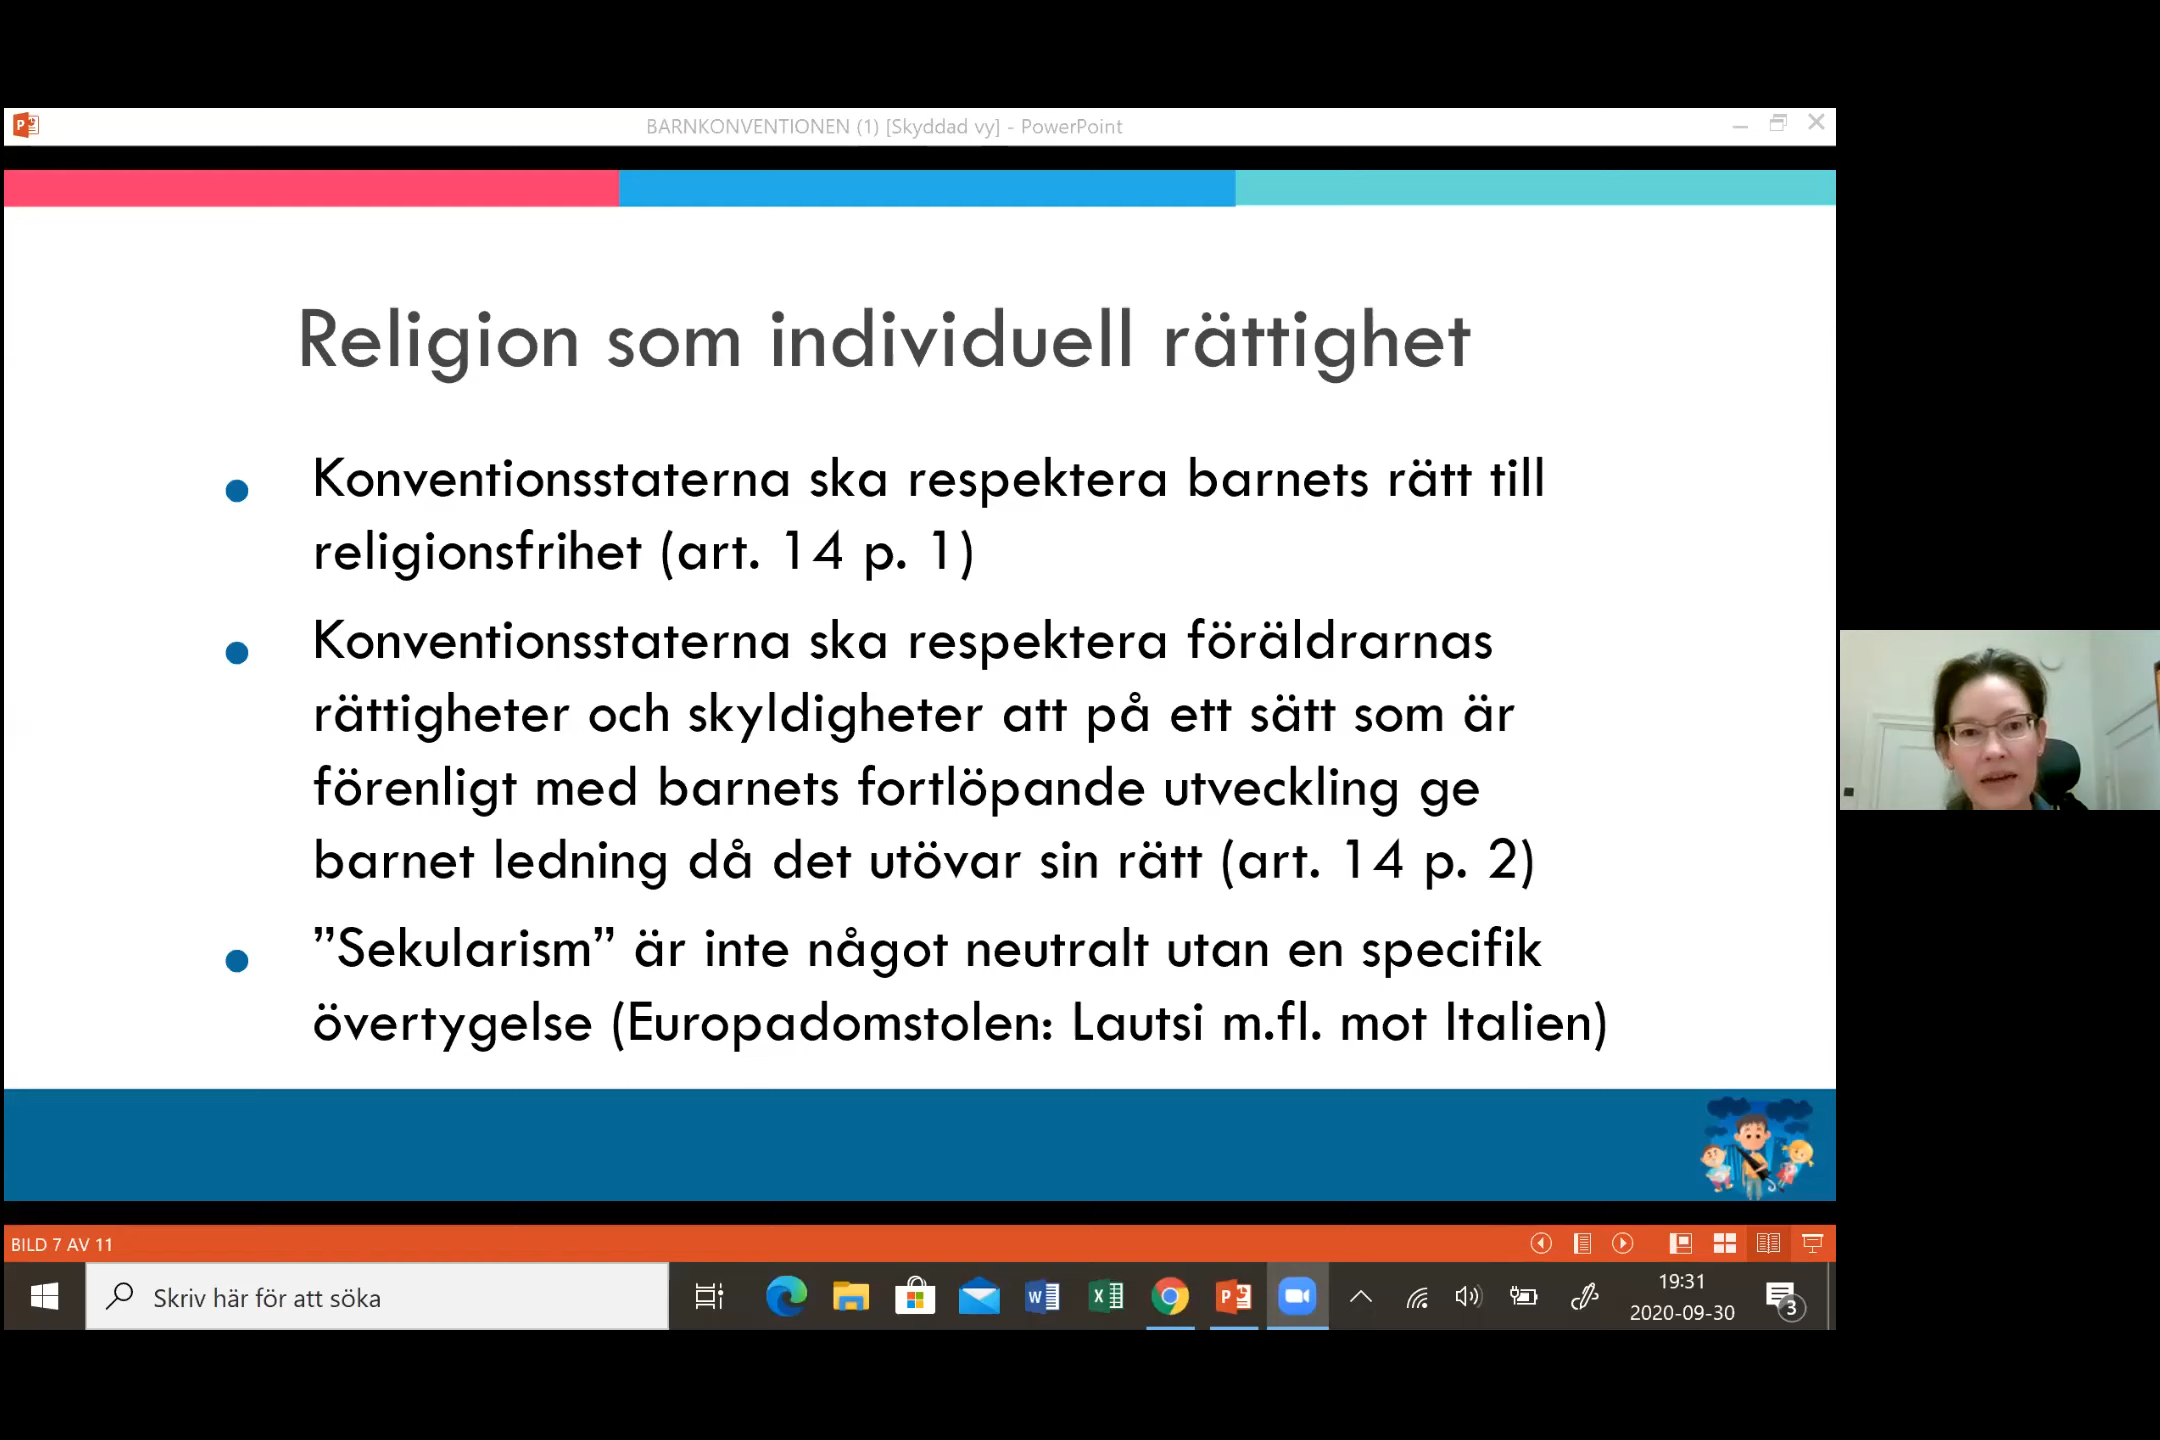 BARNKONVENTIONEN (1) [Skyddad vy] - PowerPoint
Religion som individuell rättighet
• Konventionsstaterna ska respektera barnets rätt till
religionsfrihet (art. 14 p. 1)
• Konventionsstaterna ska respektera föräldrarnas
rättigheter och skyldigheter att på ett sätt som är
förenligt med barnets fortlöpande utveckling ge
barnet ledning då det utövar sin rätt (art. 14 p. 2)
• ”Sekularism” är inte något neutralt utan en specifik
övertygelse (Europadomstolen: Lautsi m.fl. mot Italien)
BILD 7 AV 11
Skriv här för att söka
19:31
2020-09-30
3